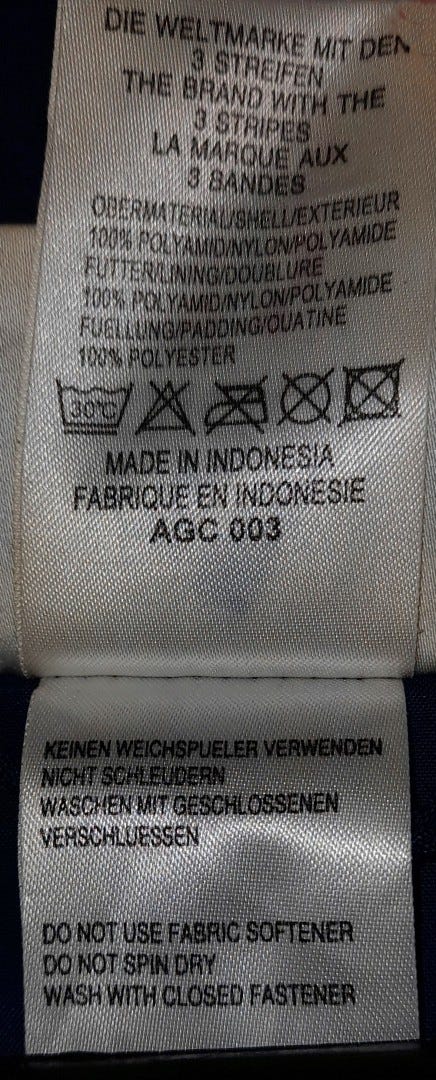 DIE WELTMARKE MIT DEN
3 STREIFEN
THE BRAND WITH THE
3 STRIPES
LA MARQUE AUX
3 BANDES
OBERMATERIAL/SHELL/EXTERIEUR
100% POLYAMID/NYLON/POLYAMIDE
FUTTER/LINING/DOUBLURE
100% POLYAMID/NYLON/POLYAMIDE
FUELLUNG/PADDING/OUATINE
100% POLYESTER
30°C
MADE IN INDONESIA
FABRIQUE EN INDONESIE
AGC 003
KEINEN WEICHSPUELER VERWENDEN
NICHT SCHLEUDERN
WASCHEN MIT GESCHLOSSENEN
VERSCHLUESSEN
DO NOT USE FABRIC SOFTENER
DO NOT SPIN DRY
WASH WITH CLOSED FASTENER